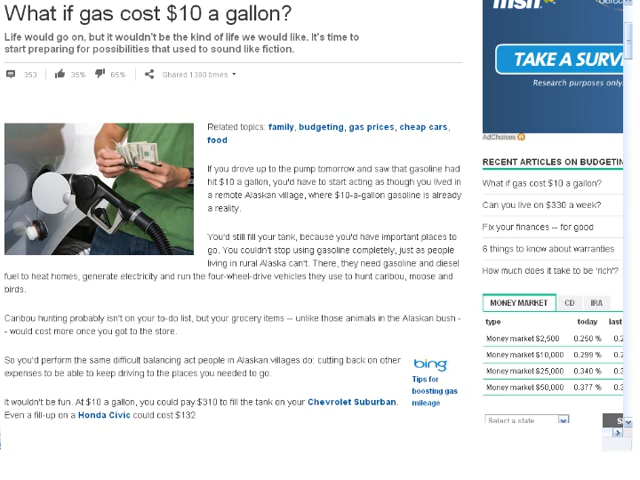 What if gas cost $10 a gallon?
Life would go on, but it wouldn't be the kind of life we would like. It's time to
start preparing for possibilities that used to sound like fiction.
353 35% 65% Shared 1300 times
Related topics: family, budgeting, gas prices, cheap cars,
food
If you drove up to the pump tomorrow and saw that gasoline had
hit $10 a gallon, you'd have to start acting as though you lived in
a remote Alaskan village, where $10-a-gallon gasoline is already
a reality.
You'd still fill your tank, because you'd have important places to
go. You couldn't stop using gasoline completely, just as people
living in rural Alaska can't. There, they need gasoline and diesel
fuel to heat homes, generate electricity and run the four-wheel-drive vehicles they use to hunt caribou, moose and
birds.
Caribou hunting probably isn't on your to-do list, but your grocery items -- unlike those animals in the Alaskan bush -
- would cost more once you got to the store.
So you'd perform the same difficult balancing act people in Alaskan villages do: cutting back on other
expenses to be able to keep driving to the places you needed to go.
bing
Tips for
boosting gas
mileage
It wouldn't be fun. At $10 a gallon, you could pay $310 to fill the tank on your Chevrolet Suburban.
Even a fill-up on a Honda Civic could cost $132.
msn
TAKE A SURV
Research purposes only
AdChoices
RECENT ARTICLES ON BUDGETIN
What if gas cost $10 a gallon?
Can you live on $330 a week?
Fix your finances -- for good
6 things to know about warranties
How much does it take to be 'rich'?
MONEY MARKET CD IRA
type today last
Money market $2,500 0.250 % 0.2
Money market $10,000 0.299 % 0.2
Money market $25,000 0.340 % 0.3
Money market $50,000 0.377 % 0.3
Select a state